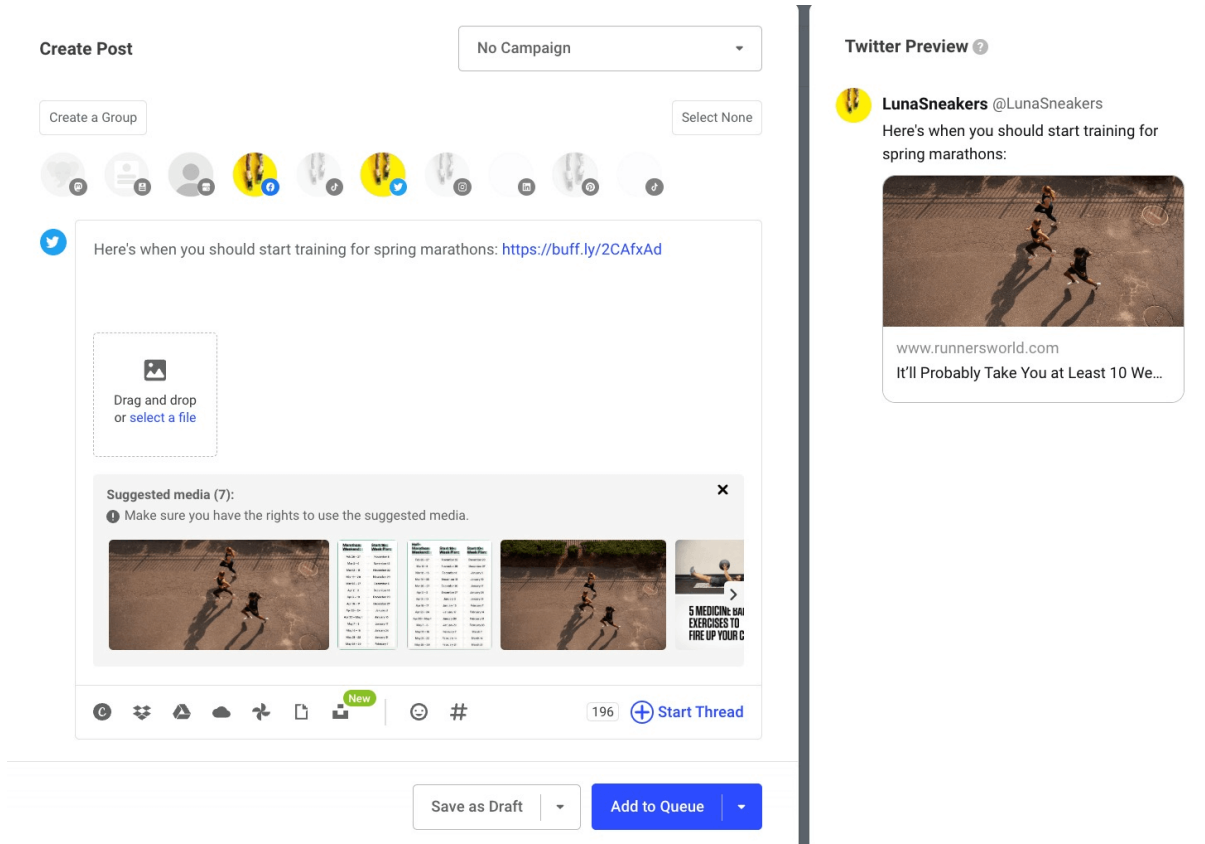 Create Post
No Campaign
Create a Group
Select None
Here's when you should start training for spring marathons: https://buff.ly/2CAfxAd
Drag and drop
or select a file
Suggested media (7):
Make sure you have the rights to use the suggested media.
5 MEDICINE BA
EXERCISES TO
FIRE UP YOUR C
New
196
Start Thread
Save as Draft
Add to Queue
Twitter Preview ?
LunaSneakers @LunaSneakers
Here's when you should start training for
spring marathons:
www.runnersworld.com
It’ll Probably Take You at Least 10 We...